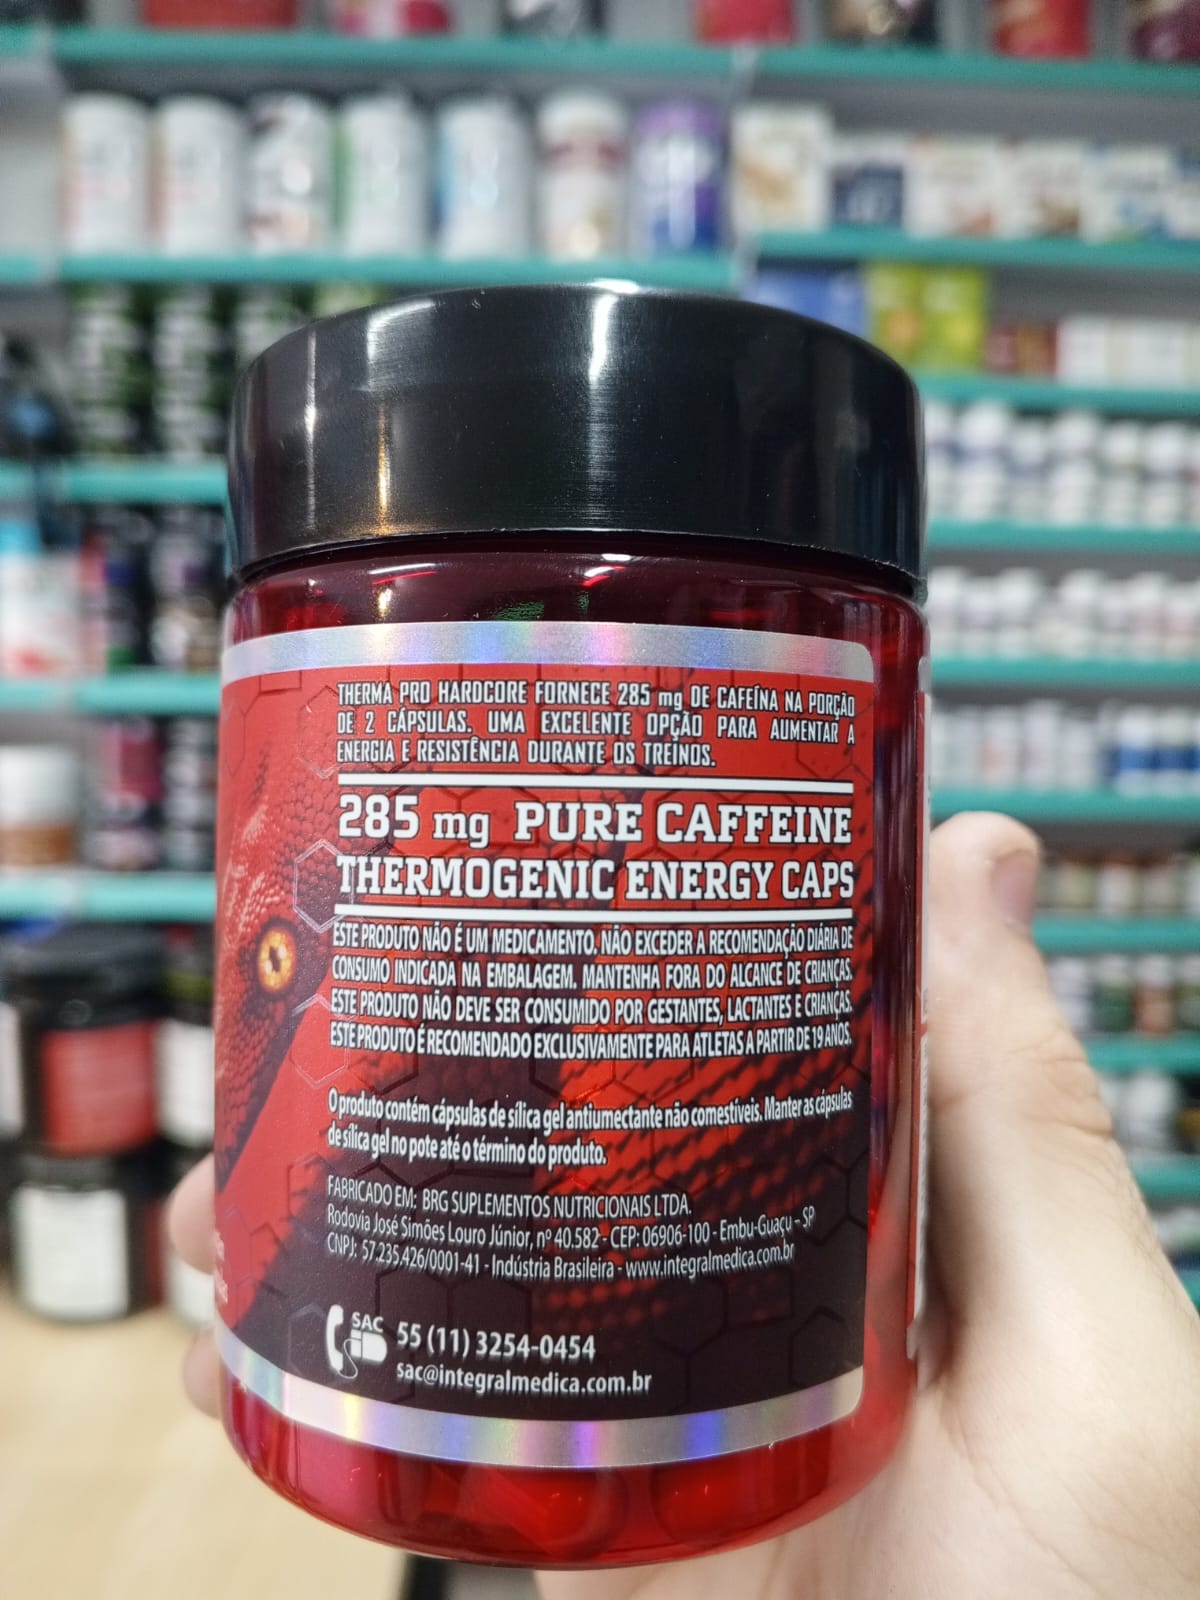 THERMA PRO HARDCORE FORNECE 285 mg DE CAFEÍNA NA PORÇÃO
DE 2 CÁPSULAS. UMA EXCELENTE OPÇÃO PARA AUMENTAR A
ENERGIA E RESISTÊNCIA DURANTE OS TREINOS.
285 mg PURE CAFFEINE
THERMOGENIC ENERGY CAPS
ESTE PRODUTO NÃO É UM MEDICAMENTO. NÃO EXCEDER A RECOMENDAÇÃO DIÁRIA DE
CONSUMO INDICADA NA EMBALAGEM. MANTENHA FORA DO ALCANCE DE CRIANÇAS.
ESTE PRODUTO NÃO DEVE SER CONSUMIDO POR GESTANTES, LACTANTES E CRIANÇAS.
ESTE PRODUTO É RECOMENDADO EXCLUSIVAMENTE PARA ATLETAS A PARTIR DE 19 ANOS.
O produto contém cápsulas de sílica gel antiumectante não comestíveis. Manter as cápsulas
de sílica gel no pote até o término do produto.
FABRICADO EM: BRG SUPLEMENTOS NUTRICIONAIS LTDA.
Rodovia José Simões Louro Júnior, nº 40.582 - CEP: 06906-100 - Embu-Guaçu – SP
CNPJ: 57.235.426/0001-41 - Indústria Brasileira - www.integralmedica.com.br
SAC 55 (11) 3254-0454
sac@integralmedica.com.br